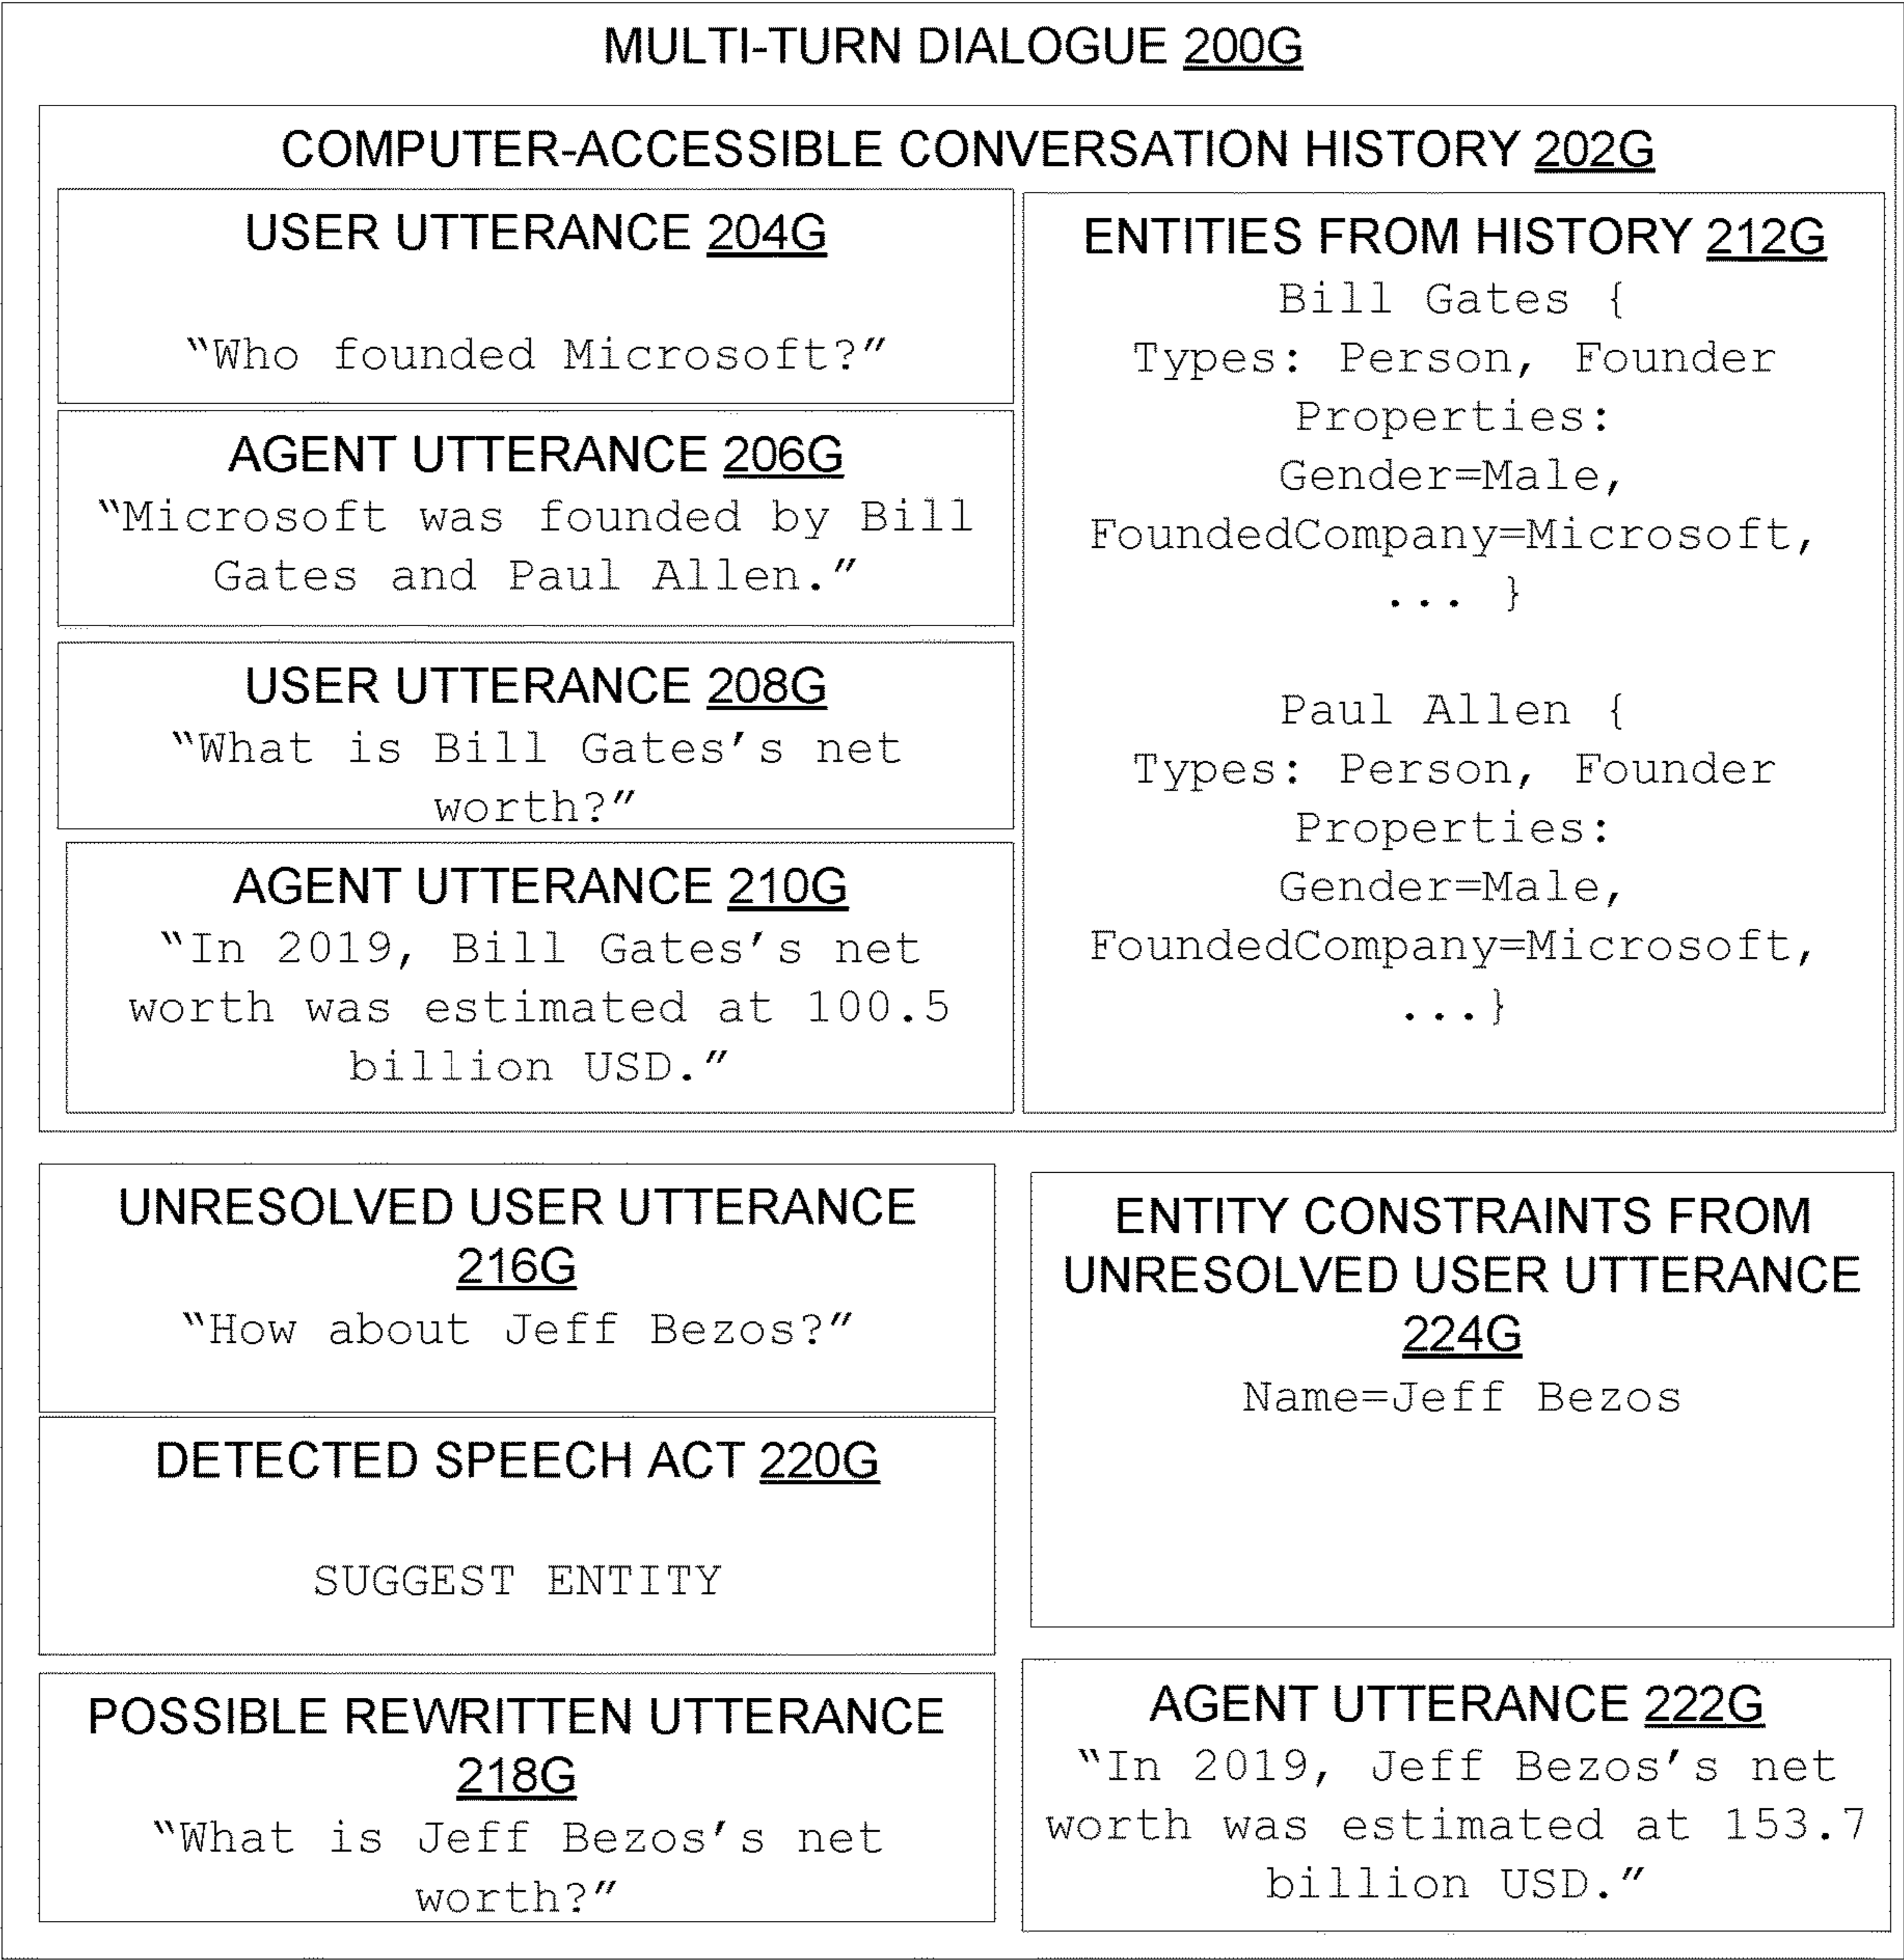 MULTI-TURN DIALOGUE 200G
COMPUTER-ACCESSIBLE CONVERSATION HISTORY 202G
USER UTTERANCE 204G
“Who founded Microsoft?”
AGENT UTTERANCE 206G
“Microsoft was founded by Bill
Gates and Paul Allen.”
USER UTTERANCE 208G
“What is Bill Gates’s net
worth?”
AGENT UTTERANCE 210G
“In 2019, Bill Gates’s net
worth was estimated at 100.5
billion USD.”
ENTITIES FROM HISTORY 212G
Bill Gates {
Types: Person, Founder
Properties:
Gender=Male,
FoundedCompany=Microsoft,
... }
Paul Allen {
Types: Person, Founder
Properties:
Gender=Male,
FoundedCompany=Microsoft,
...}
UNRESOLVED USER UTTERANCE
216G
“How about Jeff Bezos?”
DETECTED SPEECH ACT 220G
SUGGEST ENTITY
POSSIBLE REWRITTEN UTTERANCE
218G
“What is Jeff Bezos’s net
worth?”
ENTITY CONSTRAINTS FROM
UNRESOLVED USER UTTERANCE
224G
Name=Jeff Bezos
AGENT UTTERANCE 222G
“In 2019, Jeff Bezos’s net
worth was estimated at 153.7
billion USD.”